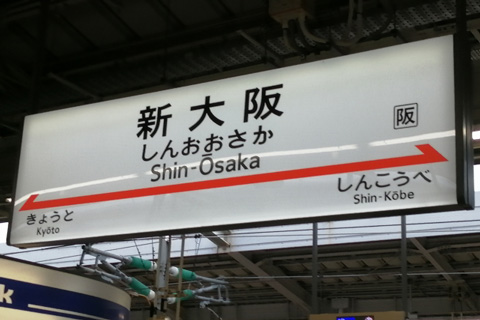 新大阪
阪
しんおおさか
Shin-Ōsaka
きょうと
Kyōto
しんこうべ
Shin-Kōbe